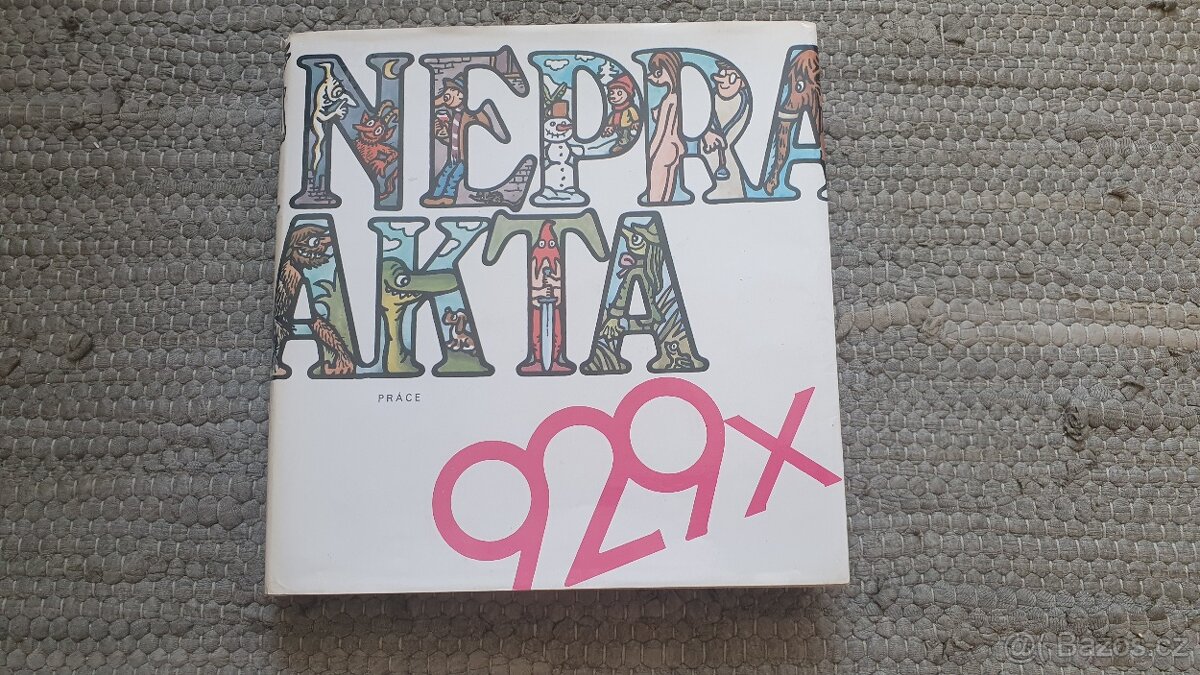 NEPRA
AKTA
PRÁCE
929x
@ Bazos.cz